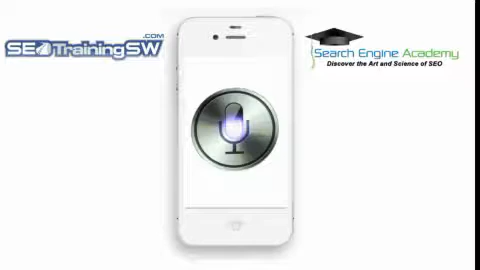 .COM
SEOTrainingSW
Search Engine Academy
Discover the Art and Science of SEO